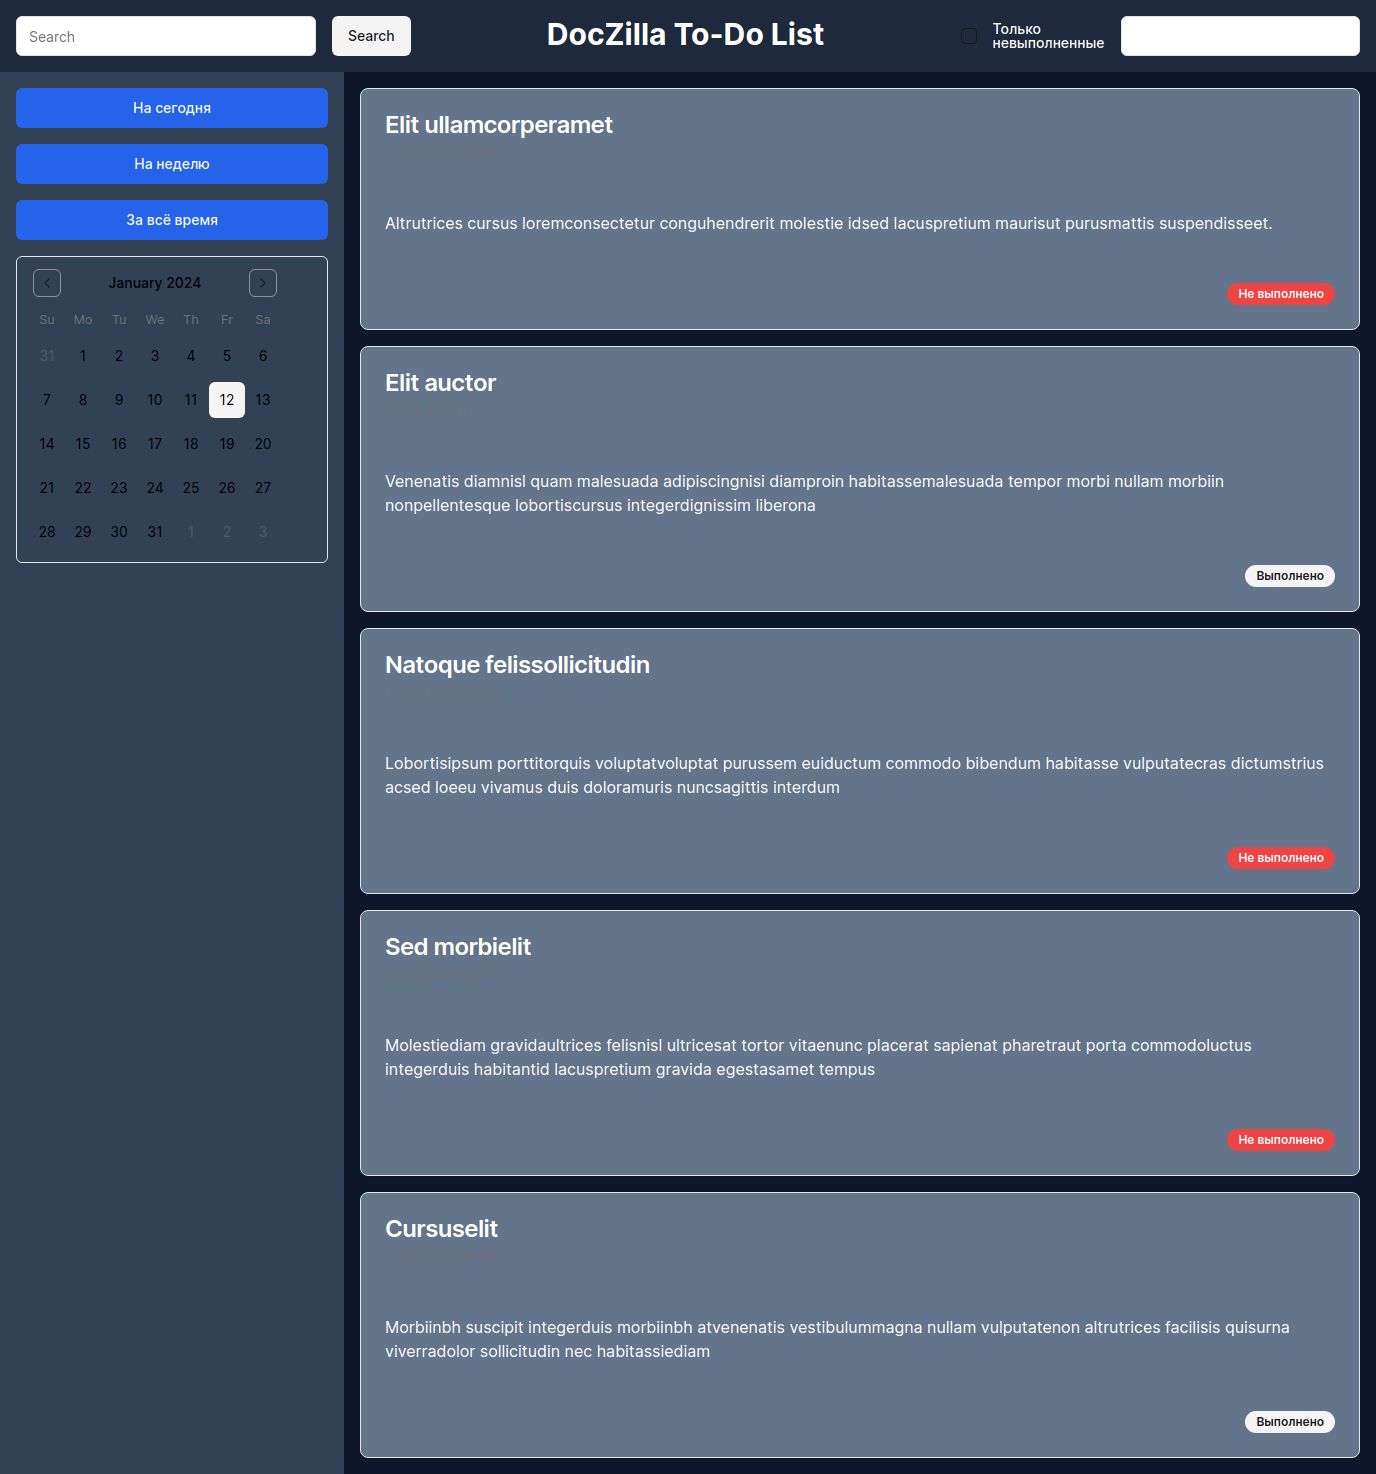 Search
Search
DocZilla To-Do List
Только
невыполненные
На сегодня
На неделю
За всё время
January 2024
Su Mo Tu We Th Fr Sa
31 1 2 3 4 5 6
7 8 9 10 11 12 13
14 15 16 17 18 19 20
21 22 23 24 25 26 27
28 29 30 31 1 2 3
Elit ullamcorperamet
Altrutrices cursus loremconsectetur conguhendrerit molestie idsed lacuspretium maurisut purusmattis suspendisseet.
Не выполнено
Elit auctor
Venenatis diamnisl quam malesuada adipiscingnisi diamproin habitassemalesuada tempor morbi nullam morbiin
nonpellentesque lobortiscursus integerdignissim liberona
Выполнено
Natoque felissollicitudin
Lobortisipsum porttitorquis voluptatvoluptat purussem euiductum commodo bibendum habitasse vulputatecras dictumstrius
acsed loeeu vivamus duis doloramuris nuncsagittis interdum
Не выполнено
Sed morbielit
Molestiediam gravidaultrices felisnisl ultricesat tortor vitaenunc placerat sapienat pharetraut porta commodoluctus
integerduis habitantid lacuspretium gravida egestasamet tempus
Не выполнено
Cursuselit
Morbiinbh suscipit integerduis morbiinbh atvenenatis vestibulummagna nullam vulputatenon altrutrices facilisis quisurna
viverradolor sollicitudin nec habitassiediam
Выполнено